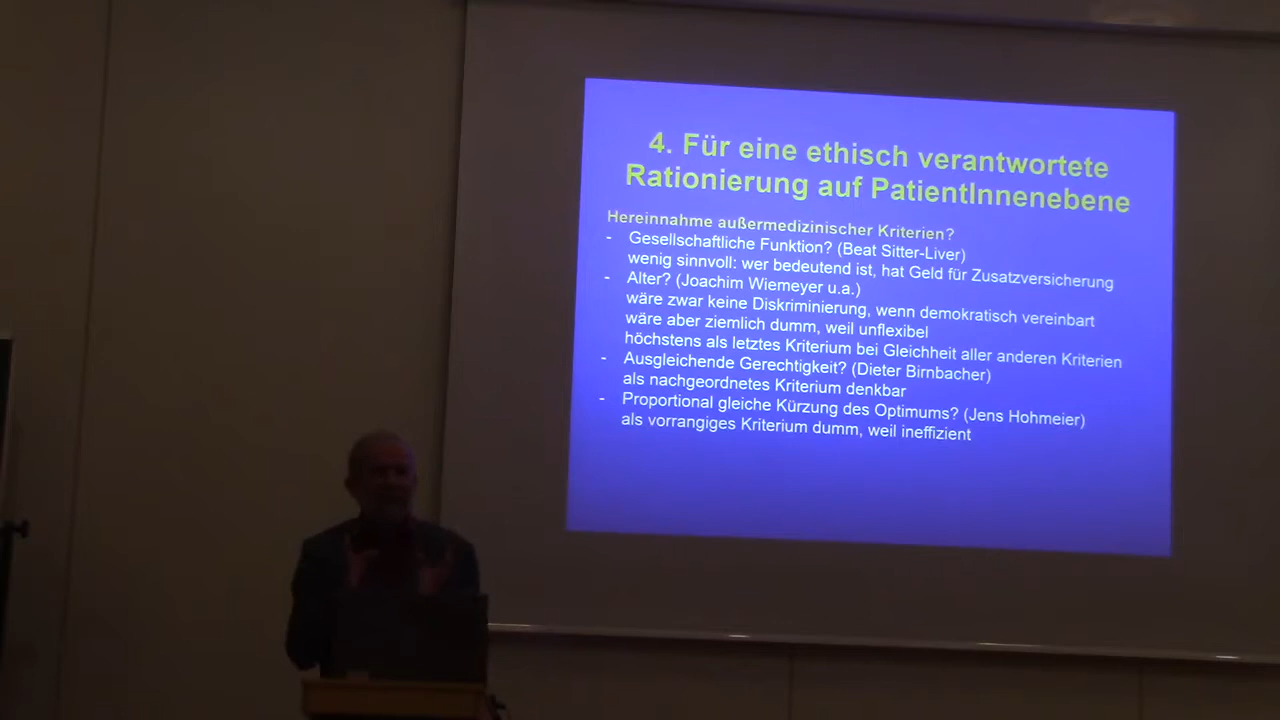 4. Für eine ethisch verantwortete
Rationierung auf PatientInnenebene
Hereinnahme außermedizinischer Kriterien?
- Gesellschaftliche Funktion? (Beat Sitter-Liver)
wenig sinnvoll: wer bedeutend ist, hat Geld für Zusatzversicherung
- Alter? (Joachim Wiemeyer u.a.)
wäre zwar keine Diskriminierung, wenn demokratisch vereinbart
wäre aber ziemlich dumm, weil unflexibel
höchstens als letztes Kriterium bei Gleichheit aller anderen Kriterien
- Ausgleichende Gerechtigkeit? (Dieter Birnbacher)
als nachgeordnetes Kriterium denkbar
- Proportional gleiche Kürzung des Optimums? (Jens Hohmeier)
als vorrangiges Kriterium dumm, weil ineffizient